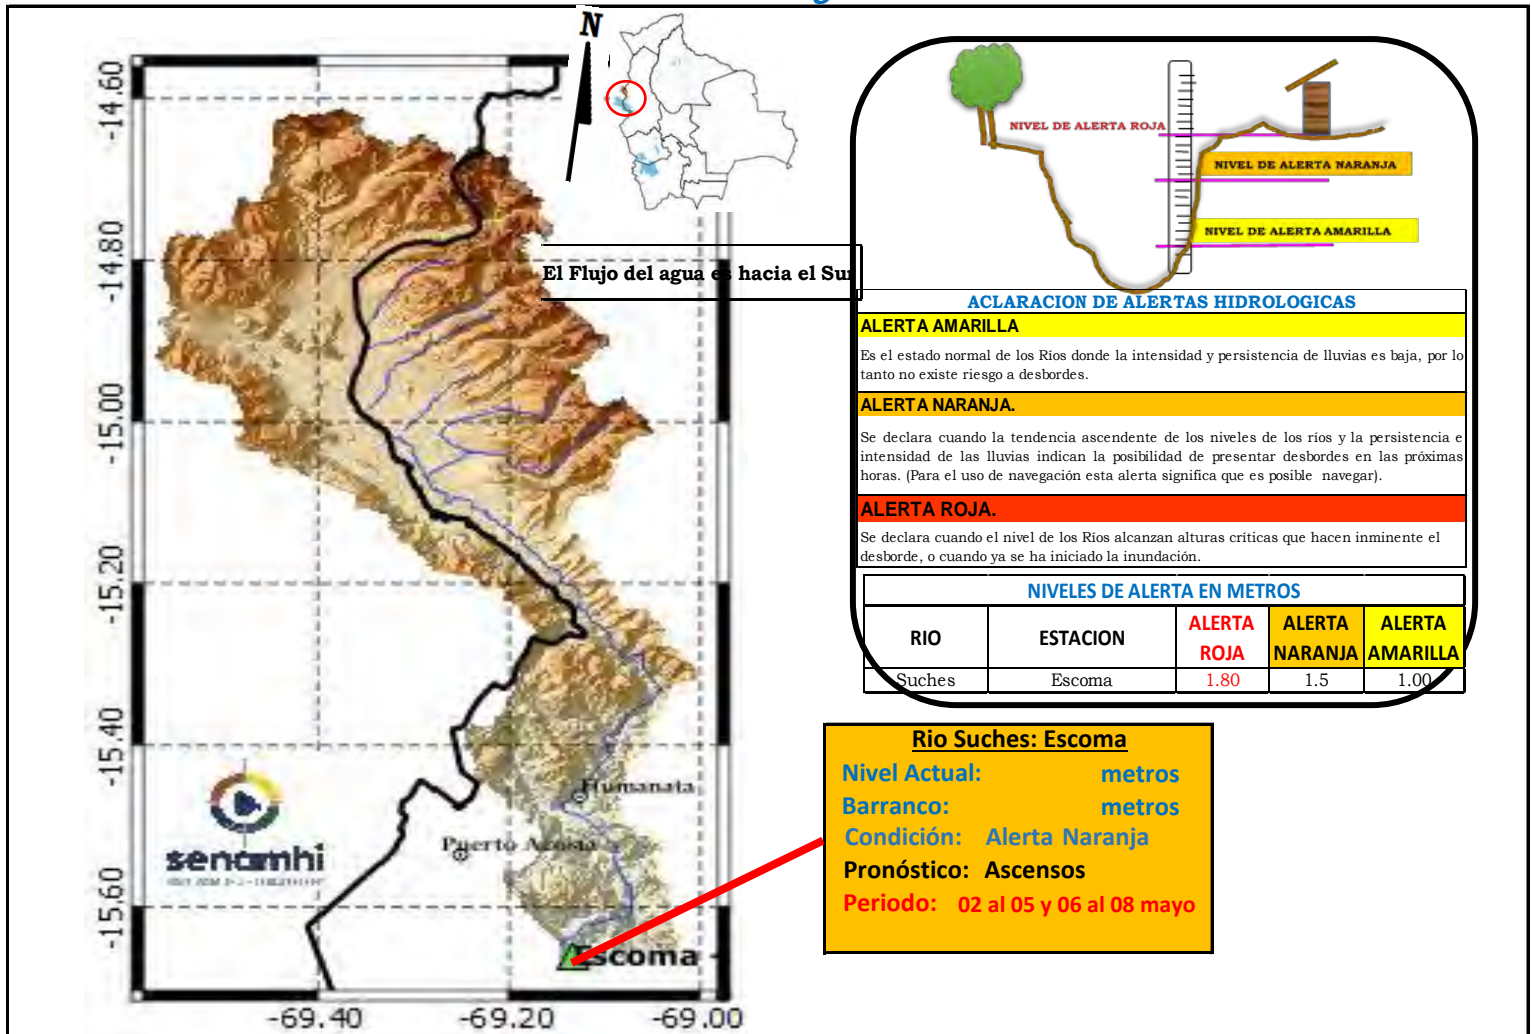 N
-14.60
-14.80
-15.00
-15.20
-15.40
-15.60
-69.40
-69.20
-69.00
El Flujo del agua es hacia el Sur
Humanata
Puerto Acosta
Escoma
senamhi
NIVEL DE ALERTA ROJA
NIVEL DE ALERTA NARANJA
NIVEL DE ALERTA AMARILLA
ACLARACION DE ALERTAS HIDROLOGICAS
ALERTA AMARILLA
Es el estado normal de los Ríos donde la intensidad y persistencia de lluvias es baja, por lo
tanto no existe riesgo a desbordes.
ALERTA NARANJA.
Se declara cuando la tendencia ascendente de los niveles de los ríos y la persistencia e
intensidad de las lluvias indican la posibilidad de presentar desbordes en las próximas
horas. (Para el uso de navegación esta alerta significa que es posible navegar).
ALERTA ROJA.
Se declara cuando el nivel de los Ríos alcanzan alturas críticas que hacen inminente el
desborde, o cuando ya se ha iniciado la inundación.
NIVELES DE ALERTA EN METROS
RIO ESTACION ALERTA ROJA ALERTA NARANJA ALERTA AMARILLA
Suches Escoma 1.80 1.5 1.00
Rio Suches: Escoma
Nivel Actual: metros
Barranco: metros
Condición: Alerta Naranja
Pronóstico: Ascensos
Periodo: 02 al 05 y 06 al 08 mayo